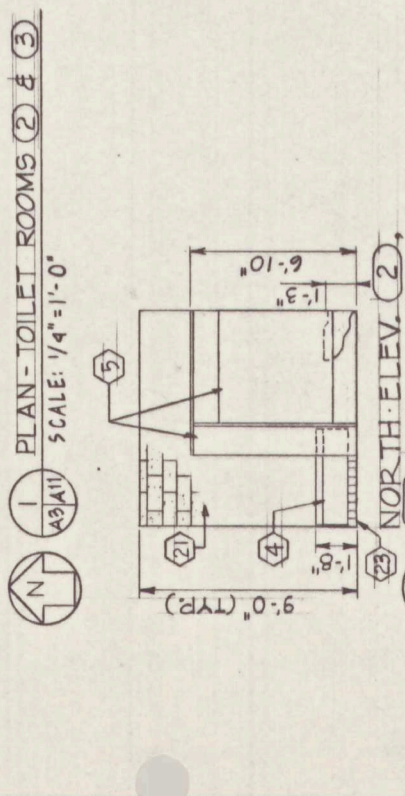 PLAN - TOILET ROOMS 2 & 3
SCALE: 1/4" = 1'-0"
1
A3 A11
N
5
21
4
23
9'-0" (TYP.)
1'-8"
6'-10"
1'-3"
NORTH · ELEV. 2,